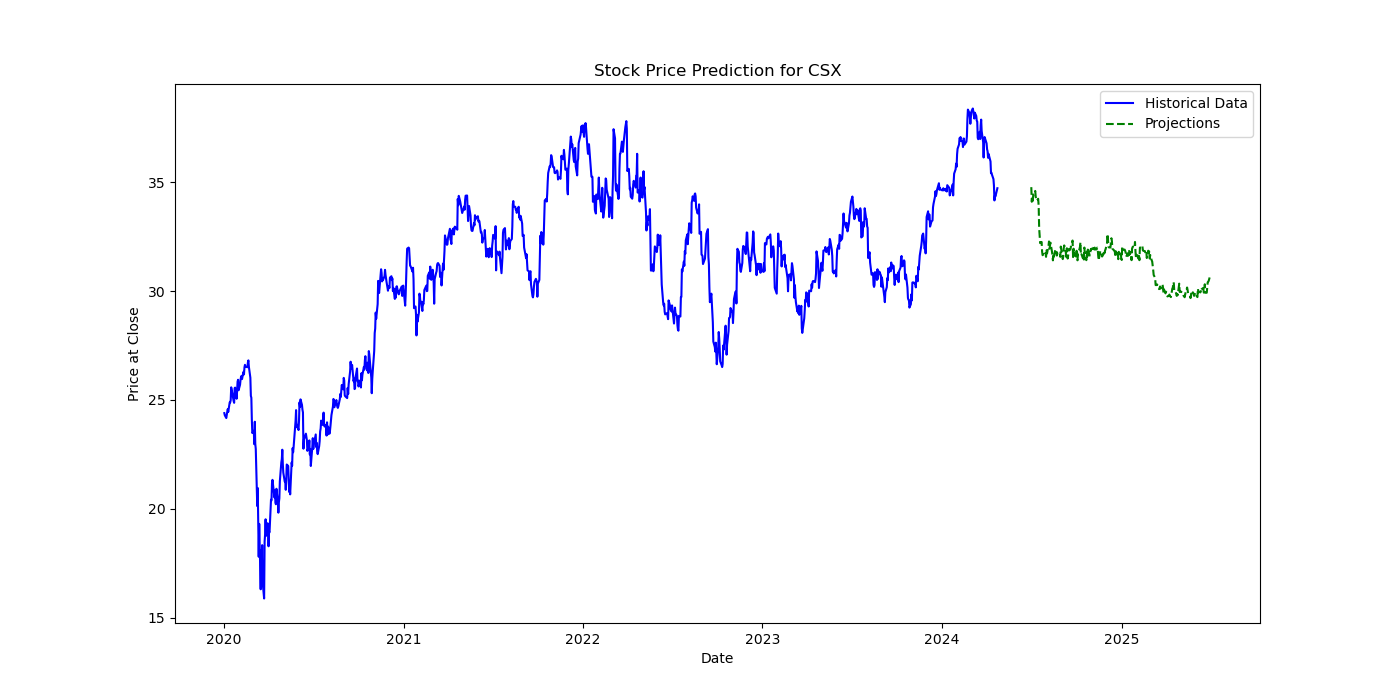 Stock Price Prediction for CSX
Historical Data
Projections
Price at Close
35
30
25
20
15
2020 2021 2022 2023 2024 2025
Date